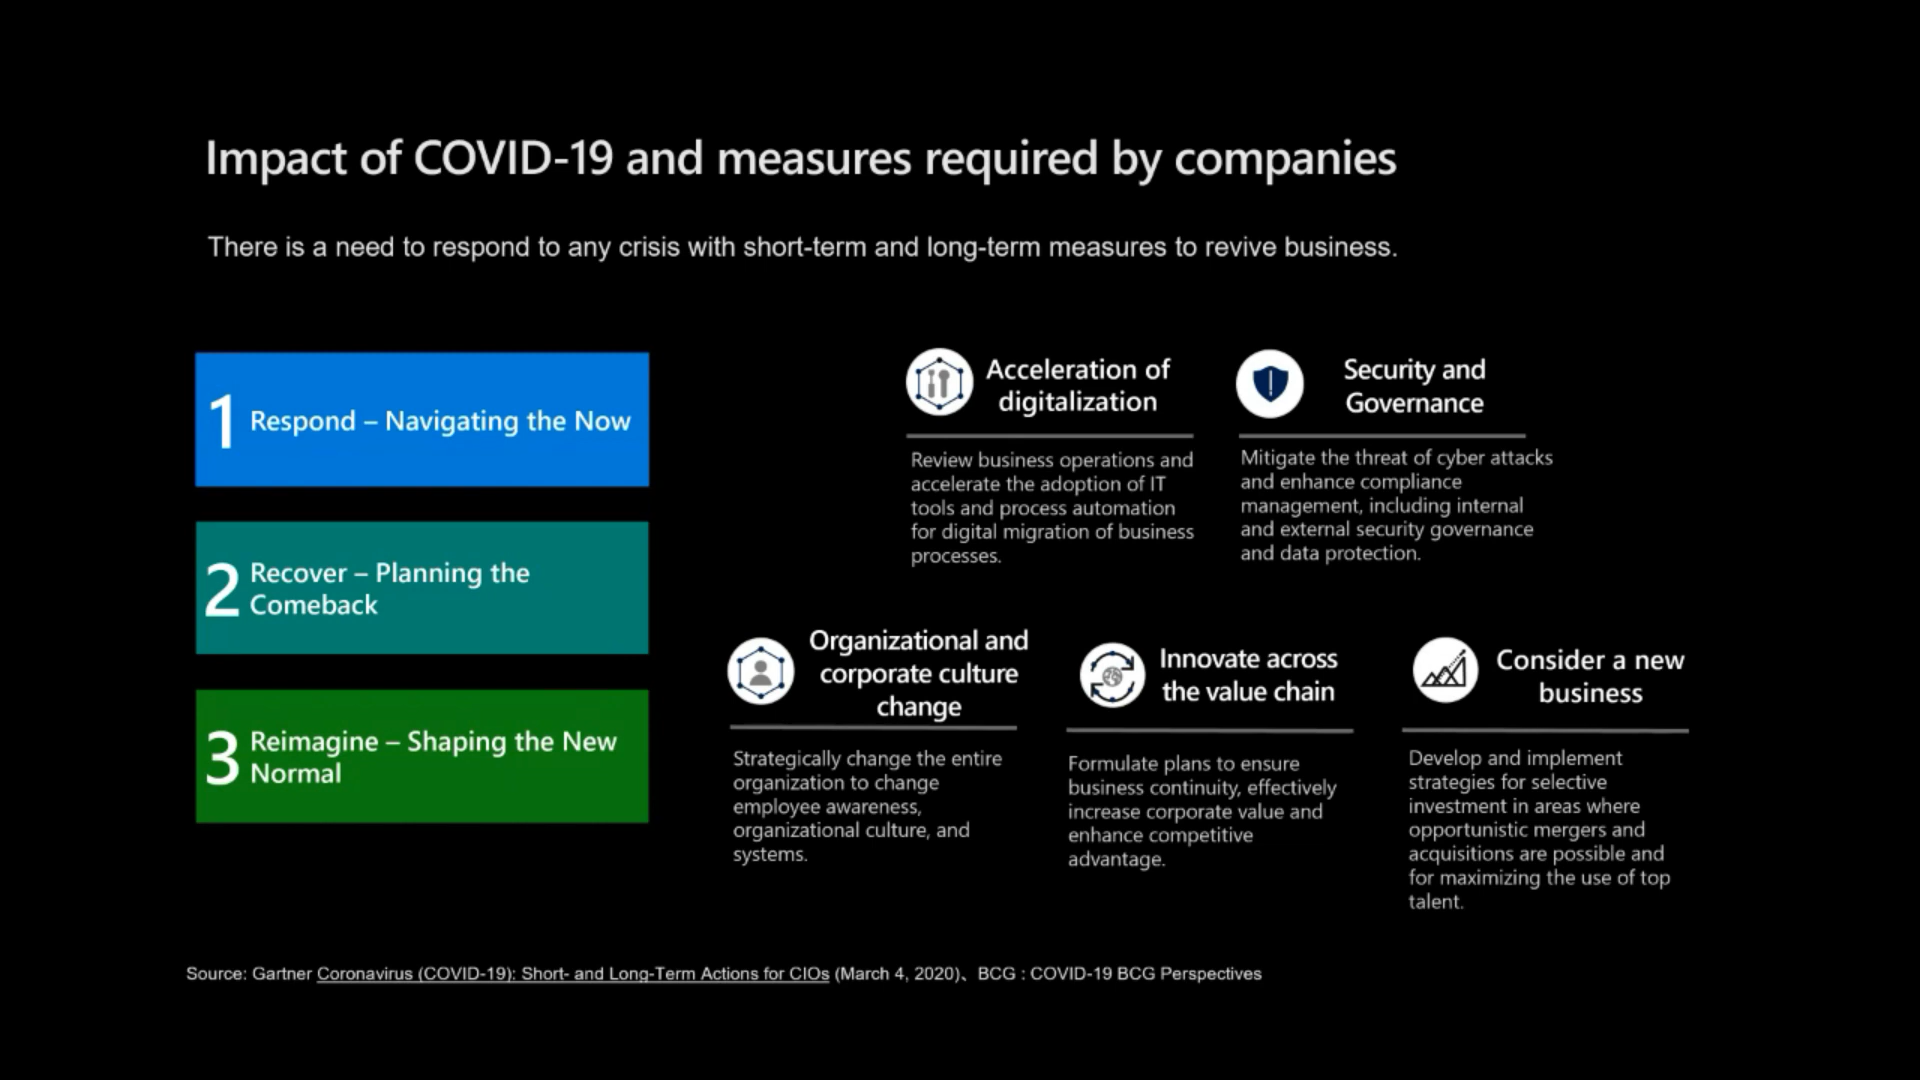 Impact of COVID-19 and measures required by companies
There is a need to respond to any crisis with short-term and long-term measures to revive business.
1 Respond – Navigating the Now
2 Recover – Planning the
Comeback
3 Reimagine – Shaping the New
Normal
Acceleration of
digitalization
Review business operations and
accelerate the adoption of IT
tools and process automation
for digital migration of business
processes.
Security and
Governance
Mitigate the threat of cyber attacks
and enhance compliance
management, including internal
and external security governance
and data protection.
Organizational and
corporate culture
change
Strategically change the entire
organization to change
employee awareness,
organizational culture, and
systems.
Innovate across
the value chain
Formulate plans to ensure
business continuity, effectively
increase corporate value and
enhance competitive
advantage.
Consider a new
business
Develop and implement
strategies for selective
investment in areas where
opportunistic mergers and
acquisitions are possible and
for maximizing the use of top
talent.
Source: Gartner Coronavirus (COVID-19): Short- and Long-Term Actions for CIOs (March 4, 2020)、BCG : COVID-19 BCG Perspectives